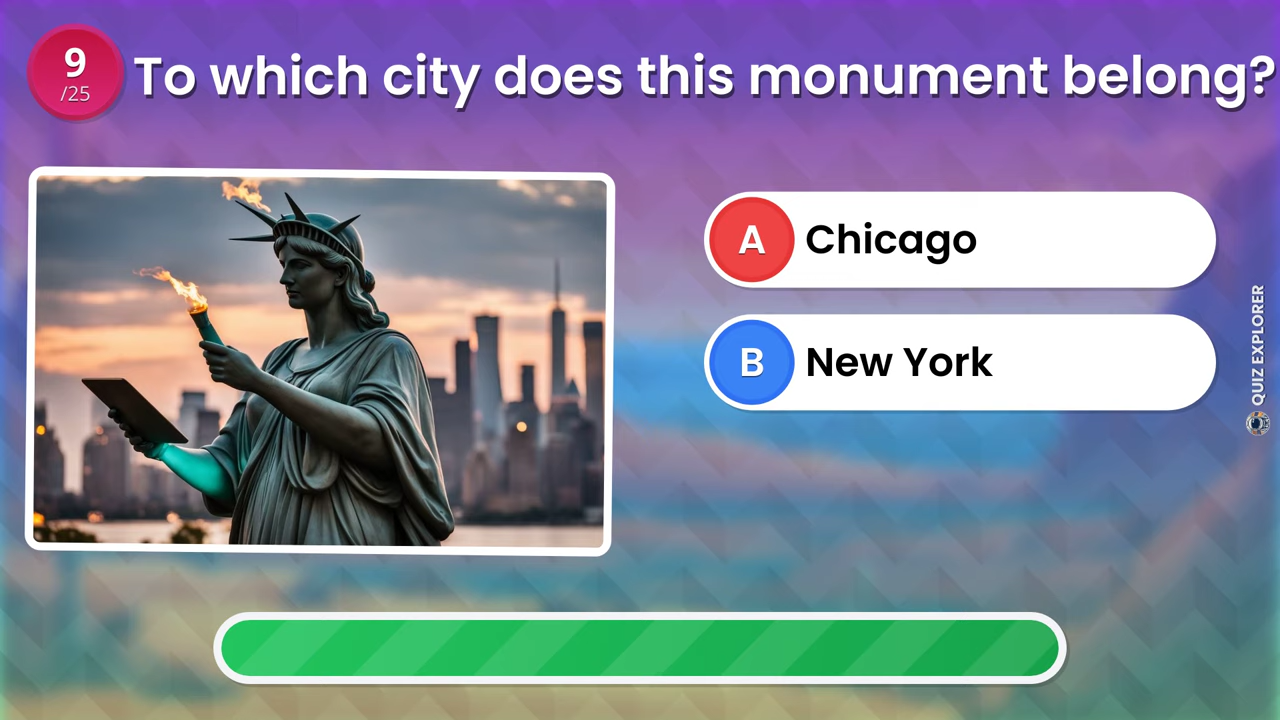 9
/25
To which city does this monument belong?
A
Chicago
B
New York
QUIZ EXPLORER